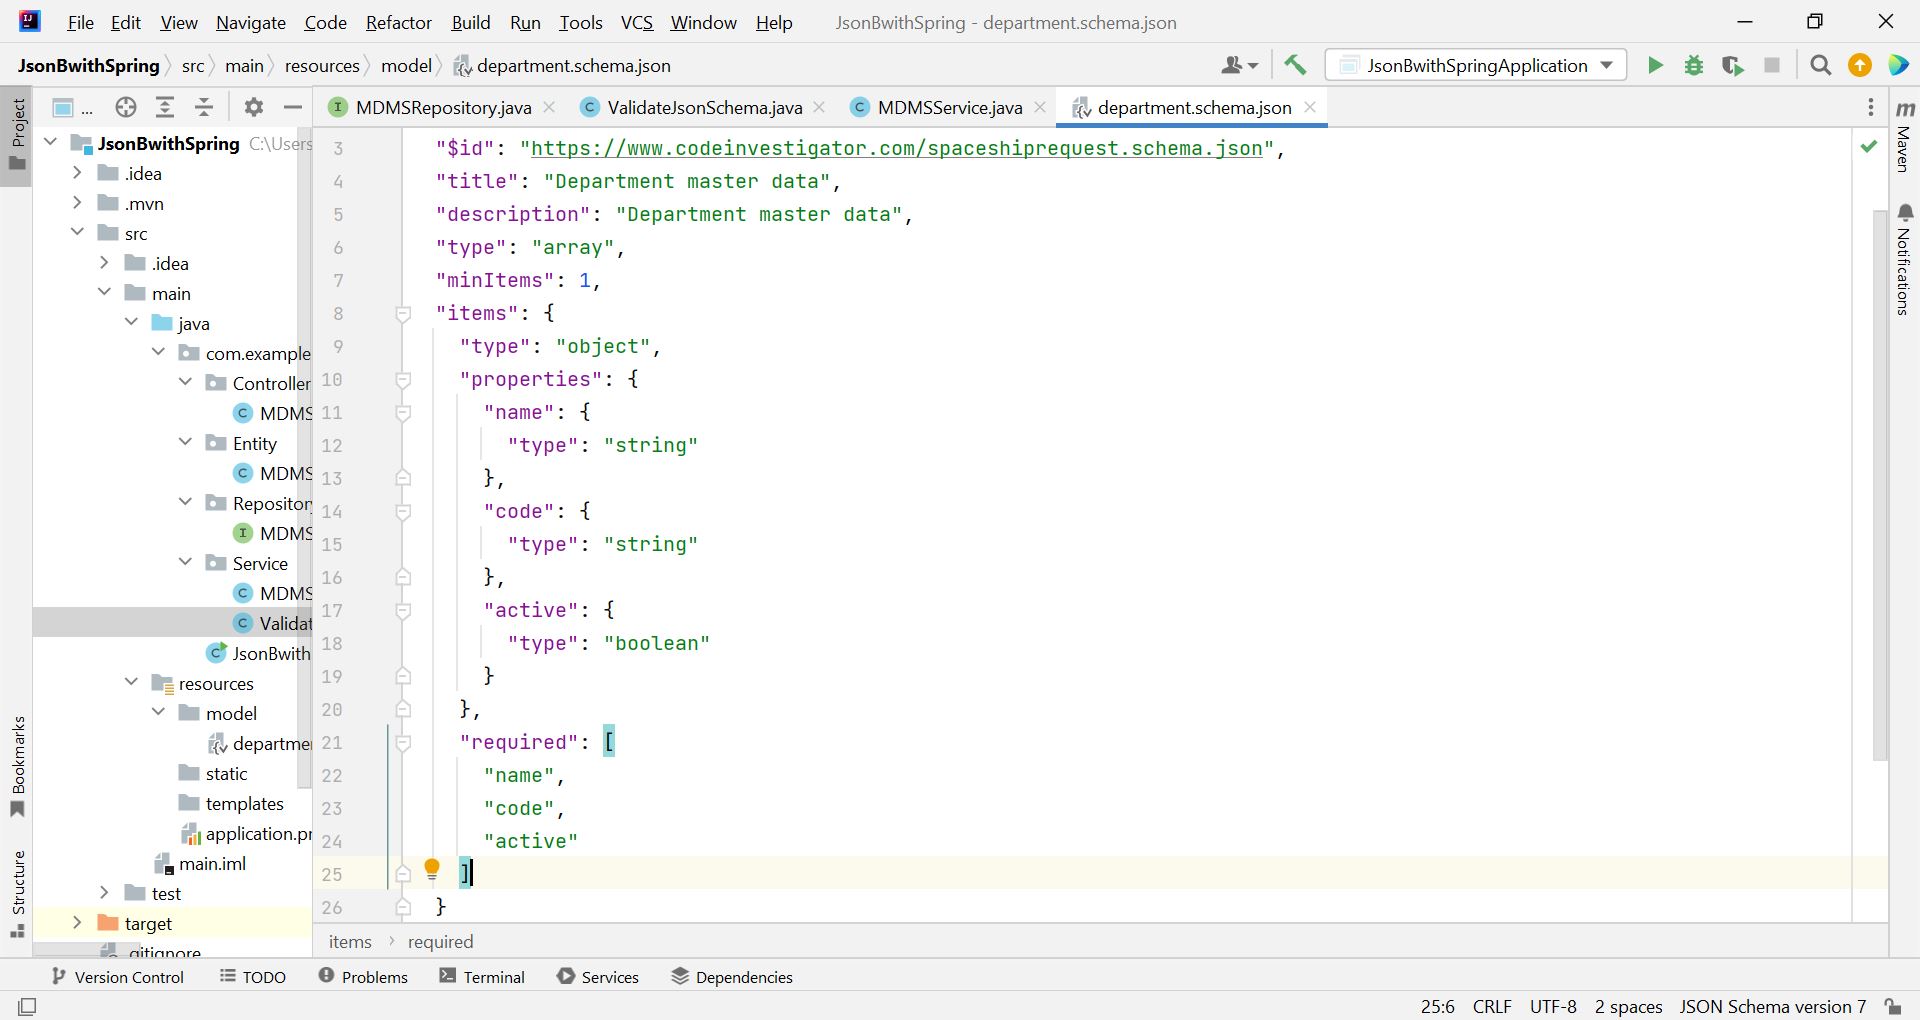 File Edit View Navigate Code Refactor Build Run Tools VCS Window Help JsonBwithSpring - department.schema.json
JsonBwithSpring src main resources model department.schema.json JsonBwithSpringApplication
Project ... MDMSRepository.java ValidateJsonSchema.java MDMSService.java department.schema.json
JsonBwithSpring C:\Users
.idea
.mvn
src
.idea
main
java
com.example
Controller
MDMS
Entity
MDMS
Repository
MDMS
Service
MDMS
Validat
JsonBwith
resources
model
departmen
static
templates
application.pr
main.iml
test
target
.gitignore
3 "$id": "https://www.codeinvestigator.com/spaceshiprequest.schema.json",
4 "title": "Department master data",
5 "description": "Department master data",
6 "type": "array",
7 "minItems": 1,
8 "items": {
9 "type": "object",
10 "properties": {
11 "name": {
12 "type": "string"
13 },
14 "code": {
15 "type": "string"
16 },
17 "active": {
18 "type": "boolean"
19 }
20 },
21 "required": [
22 "name",
23 "code",
24 "active"
25 ]
26 }
items required
Bookmarks
Structure
m Maven
Notifications
Version Control TODO Problems Terminal Services Dependencies
25:6 CRLF UTF-8 2 spaces JSON Schema version 7